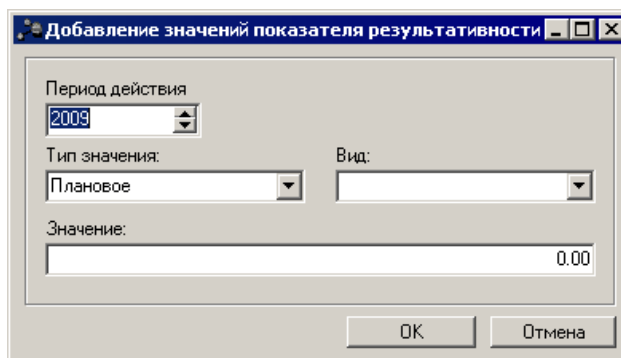 Добавление значений показателя результативности
Период действия
2009
Тип значения: Вид:
Плановое
Значение:
0.00
OK Отмена